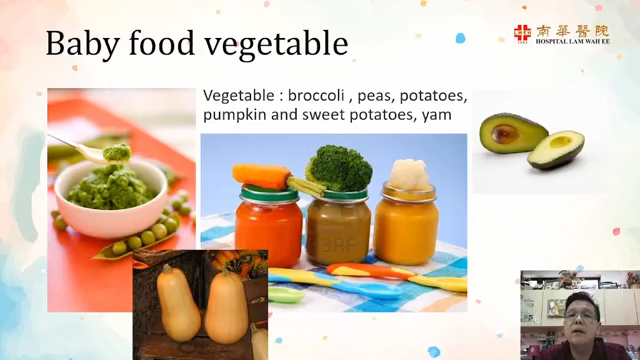 Baby food vegetable
南華醫院
HOSPITAL LAM WAH EE
Vegetable : broccoli , peas, potatoes,
pumpkin and sweet potatoes, yam